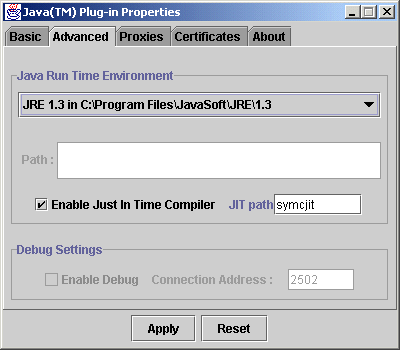 Java(TM) Plug-in Properties
Basic Advanced Proxies Certificates About
Java Run Time Environment
JRE 1.3 in C:\Program Files\JavaSoft\JRE\1.3
Path :
Enable Just In Time Compiler JIT path symcjit
Debug Settings
Enable Debug Connection Address : 2502
Apply Reset